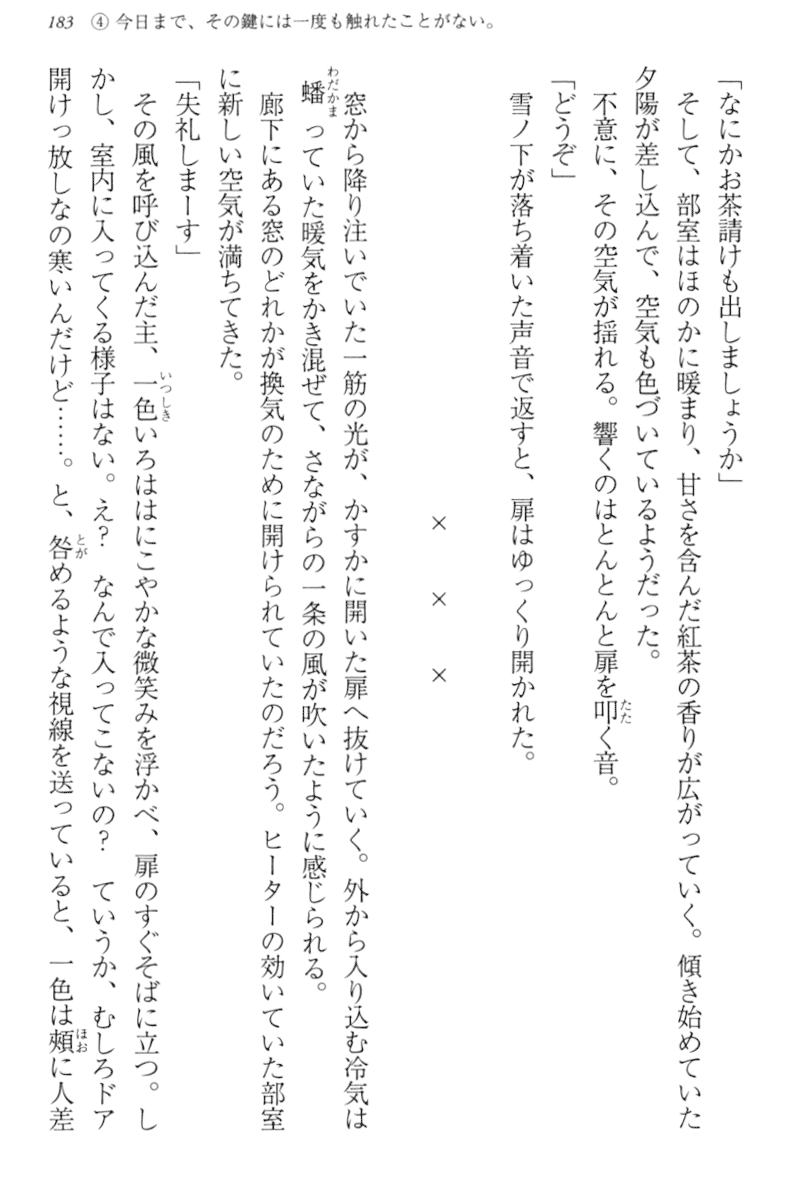 183 ④ 今日まで、その鍵には一度も触れたことがない。
「なにかお茶請けも出しましょうか」
そして、部室はほのかに暖まり、甘さを含んだ紅茶の香りが広がっていく。傾き始めていた
夕陽が差し込んで、空気も色づいているようだった。
不意に、その空気が揺れる。響くのはとんとんと扉を叩く音。
「どうぞ」
雪ノ下が落ち着いた声音で返すと、扉はゆっくり開かれた。
× × ×
窓から降り注いでいた一筋の光が、かすかに開いた扉へ抜けていく。外から入り込む冷気は
蟠っていた暖気をかき混ぜて、さながらの一条の風が吹いたように感じられる。
廊下にある窓のどれかが換気のために開けられていたのだろう。ヒーターの効いていた部室
に新しい空気が満ちてきた。
「失礼しまーす」
その風を呼び込んだ主、一色いろははにこやかな微笑みを浮かべ、扉のすぐそばに立つ。し
かし、室内に入ってくる様子はない。え？　なんで入ってこないの？　ていうか、むしろドア
開けっ放しなの寒いんだけど……。と、咎めるような視線を送っていると、一色は頰に人差